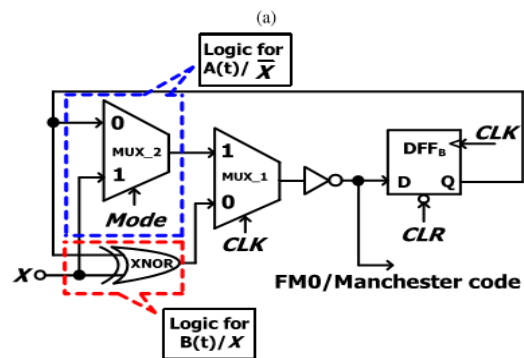 (a)
Logic for
A(t)/ X̅
0
MUX_2
1
Mode
1
MUX_1
0
CLK
DFF_B
CLK
D
Q
CLR
XNOR
X
FM0/Manchester code
Logic for
B(t)/X